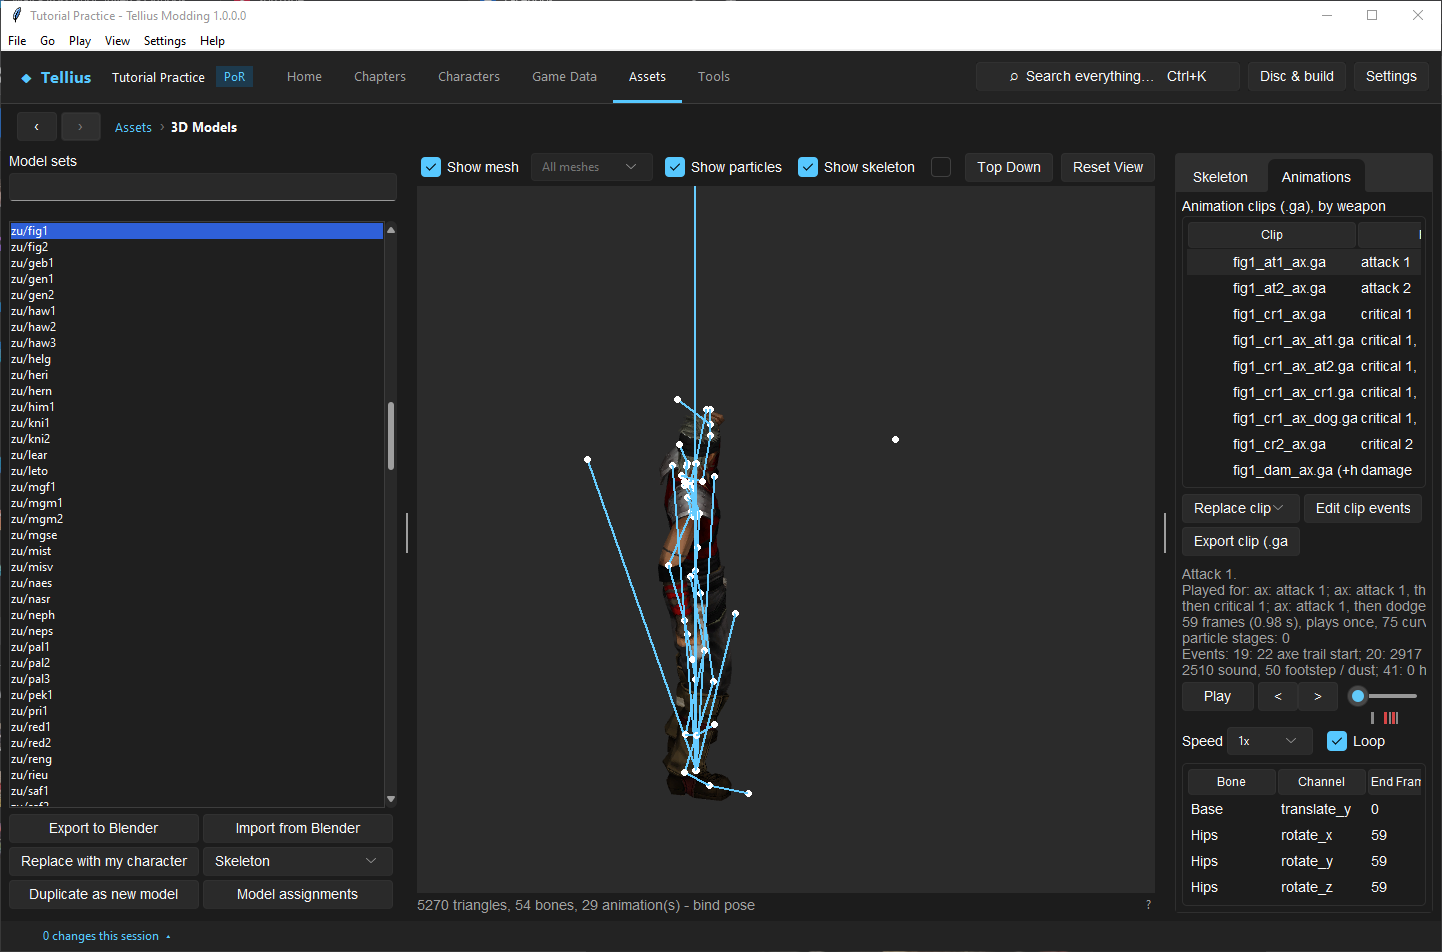 Tutorial Practice - Tellius Modding 1.0.0.0
File Go Play View Settings Help
Tellius Tutorial Practice PoR Home Chapters Characters Game Data Assets Tools Search everything... Ctrl+K Disc & build Settings
‹ › Assets › 3D Models
Model sets
zu/fig1
zu/fig2
zu/geb1
zu/gen1
zu/gen2
zu/haw1
zu/haw2
zu/haw3
zu/helg
zu/heri
zu/hern
zu/him1
zu/kni1
zu/kni2
zu/lear
zu/leto
zu/mgf1
zu/mgm1
zu/mgm2
zu/mgse
zu/mist
zu/misv
zu/naes
zu/nasr
zu/neph
zu/neps
zu/pal1
zu/pal2
zu/pal3
zu/pek1
zu/pri1
zu/red1
zu/red2
zu/reng
zu/rieu
zu/saf1
Export to Blender Import from Blender
Replace with my character Skeleton
Duplicate as new model Model assignments
0 changes this session
Show mesh All meshes Show particles Show skeleton Top Down Reset View
5270 triangles, 54 bones, 29 animation(s) - bind pose ?
Skeleton Animations
Animation clips (.ga), by weapon
Clip
fig1_at1_ax.ga attack 1
fig1_at2_ax.ga attack 2
fig1_cr1_ax.ga critical 1
fig1_cr1_ax_at1.ga critical 1,
fig1_cr1_ax_at2.ga critical 1,
fig1_cr1_ax_cr1.ga critical 1,
fig1_cr1_ax_dog.ga critical 1,
fig1_cr2_ax.ga critical 2
fig1_dam_ax.ga (+h damage
Replace clip Edit clip events
Export clip (.ga
Attack 1.
Played for: ax: attack 1; ax: attack 1, th
then critical 1; ax: attack 1, then dodge
59 frames (0.98 s), plays once, 75 curv
particle stages: 0
Events: 19: 22 axe trail start; 20: 2917
2510 sound, 50 footstep / dust; 41: 0 h
Play < >
Speed 1x Loop
Bone Channel End Fram
Base translate_y 0
Hips rotate_x 59
Hips rotate_y 59
Hips rotate_z 59